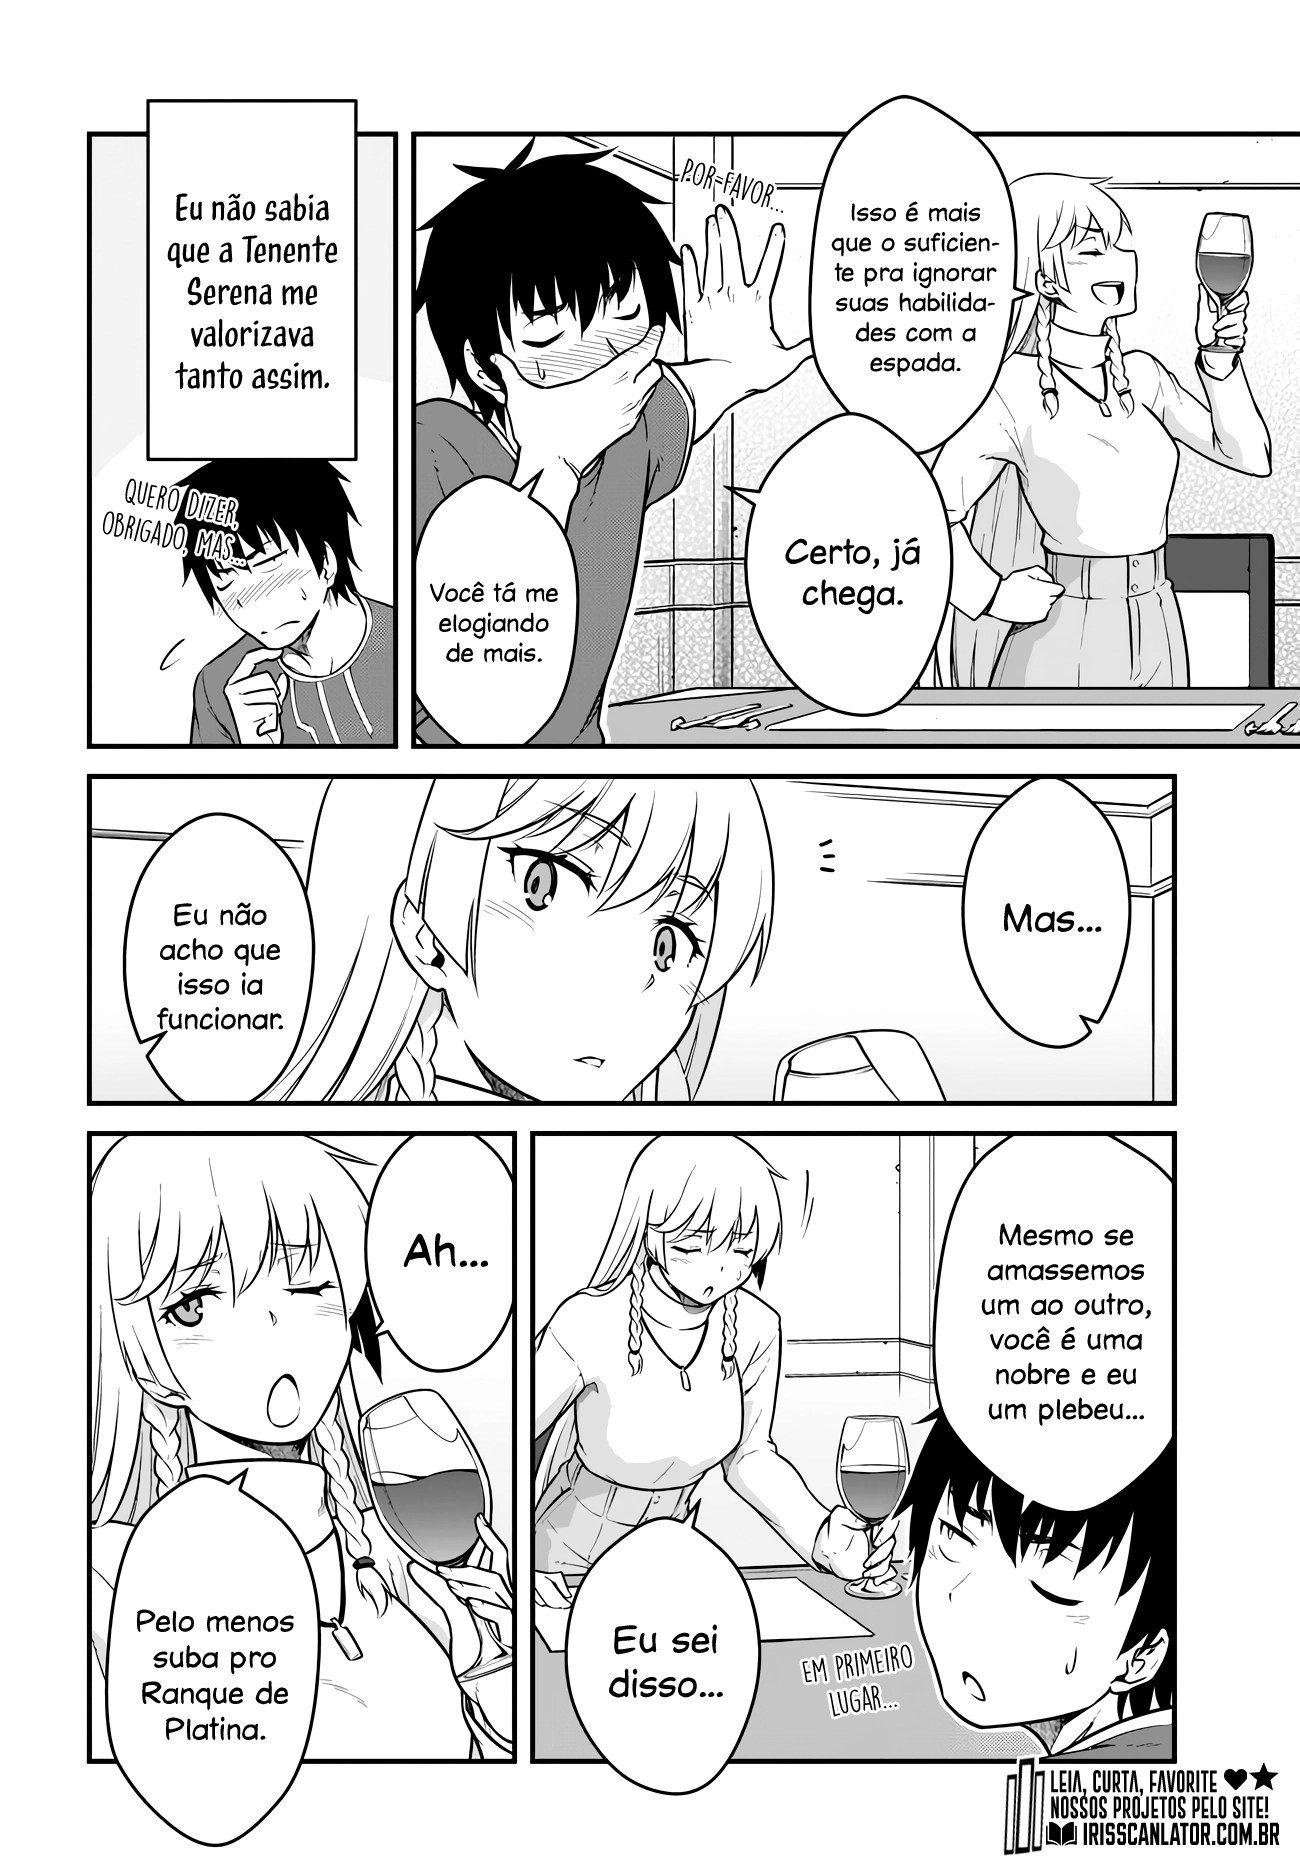 Isso é mais
que o suficien-
te pra ignorar
suas habilida-
des com a
espada.
Certo, já
chega.
POR FAVOR...
Você tá me
elogiando
de mais.
Eu não sabia
que a Tenente
Serena me
valorizava
tanto assim.
QUERO DIZER,
OBRIGADO, MAS...
Mas...
Eu não
acho que
isso ia
funcionar.
Mesmo se
amassemos
um ao outro,
você é uma
nobre e eu
um plebeu...
EM PRIMEIRO
LUGAR...
Eu sei
disso...
Ah...
Pelo menos
suba pro
Ranque de
Platina.
LEIA, CURTA, FAVORITE
NOSSOS PROJETOS PELO SITE!
IRISSCANLATOR.COM.BR